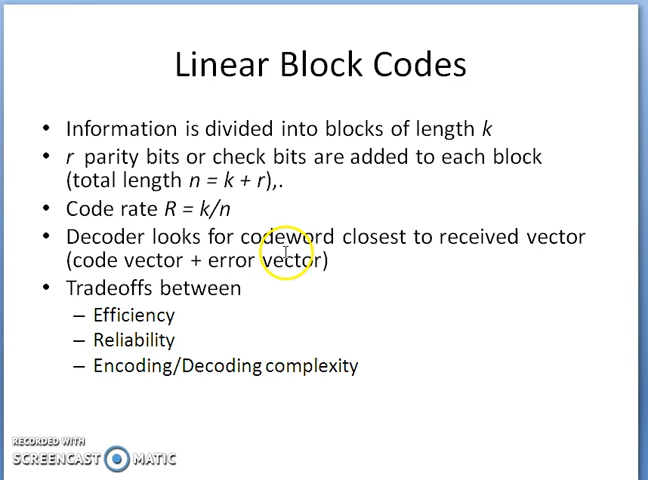 Linear Block Codes
• Information is divided into blocks of length k
• r parity bits or check bits are added to each block
(total length n = k + r),.
• Code rate R = k/n
• Decoder looks for codeword closest to received vector
(code vector + error vector)
• Tradeoffs between
– Efficiency
– Reliability
– Encoding/Decoding complexity
RECORDED WITH
SCREENCAST MATIC